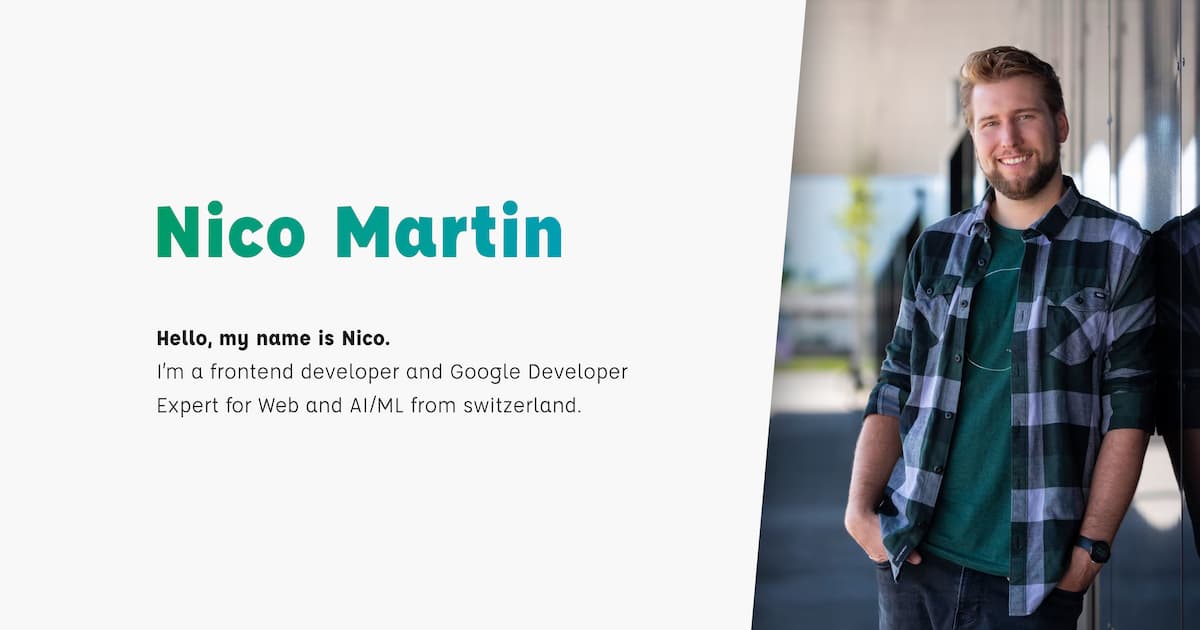 Nico Martin
Hello, my name is Nico.
I'm a frontend developer and Google Developer
Expert for Web and AI/ML from switzerland.